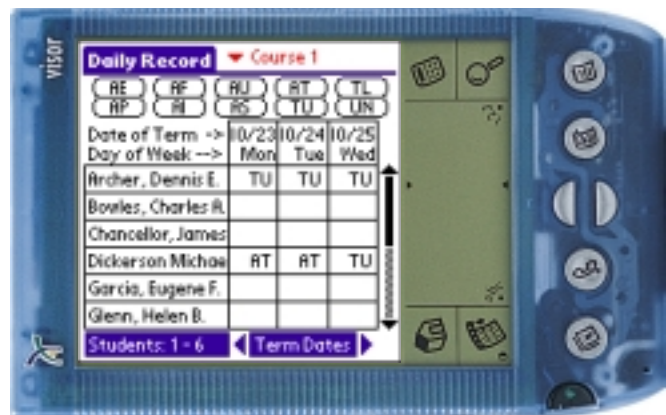 visor
Daily Record Course 1
AE AF AU AT TL
AP AI AS TU UN
Date of Term -> 10/23 10/24 10/25
Day of Week --> Mon Tue Wed
Archer, Dennis E. TU TU TU
Bowles, Charles A.
Chancellor, James
Dickerson Michae AT AT TU
Garcia, Eugene F.
Glenn, Helen B.
Students: 1 - 6 Term Dates